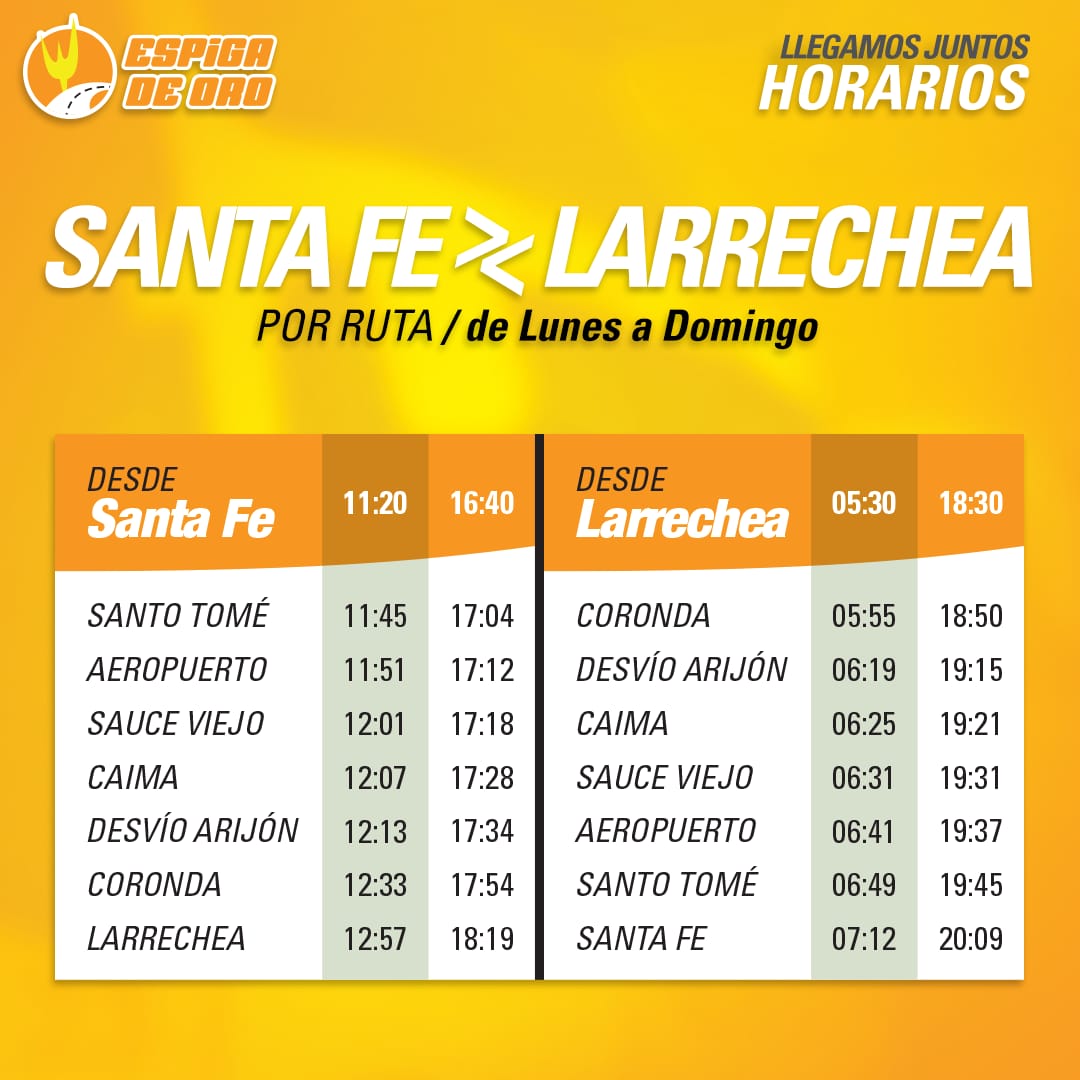 ESPIGA
DE ORO
LLEGAMOS JUNTOS
HORARIOS
SANTA FE >< LARRECHEA
POR RUTA / de Lunes a Domingo
DESDE
Santa Fe 11:20 16:40
SANTO TOMÉ 11:45 17:04
AEROPUERTO 11:51 17:12
SAUCE VIEJO 12:01 17:18
CAIMA 12:07 17:28
DESVÍO ARIJÓN 12:13 17:34
CORONDA 12:33 17:54
LARRECHEA 12:57 18:19
DESDE
Larrechea 05:30 18:30
CORONDA 05:55 18:50
DESVÍO ARIJÓN 06:19 19:15
CAIMA 06:25 19:21
SAUCE VIEJO 06:31 19:31
AEROPUERTO 06:41 19:37
SANTO TOMÉ 06:49 19:45
SANTA FE 07:12 20:09